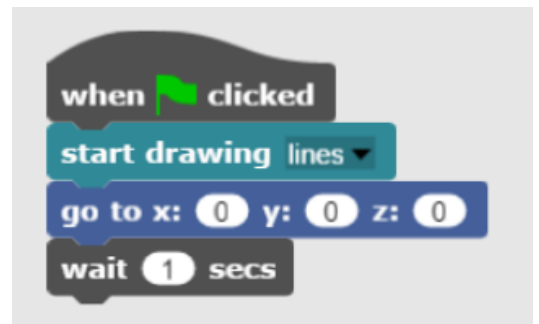 when clicked
start drawing lines
go to x: 0 y: 0 z: 0
wait 1 secs